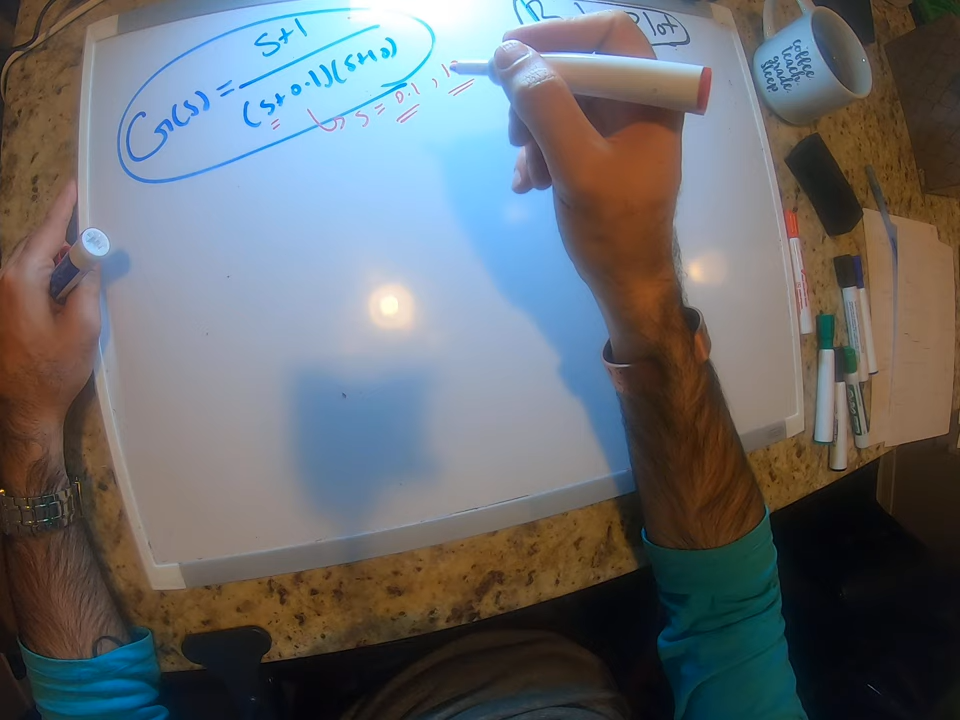 Plot
S+1
G(S) =
(S+0.1)(S+10)
↳ S = 0.1, 1
coffee
teach
grade
sleep